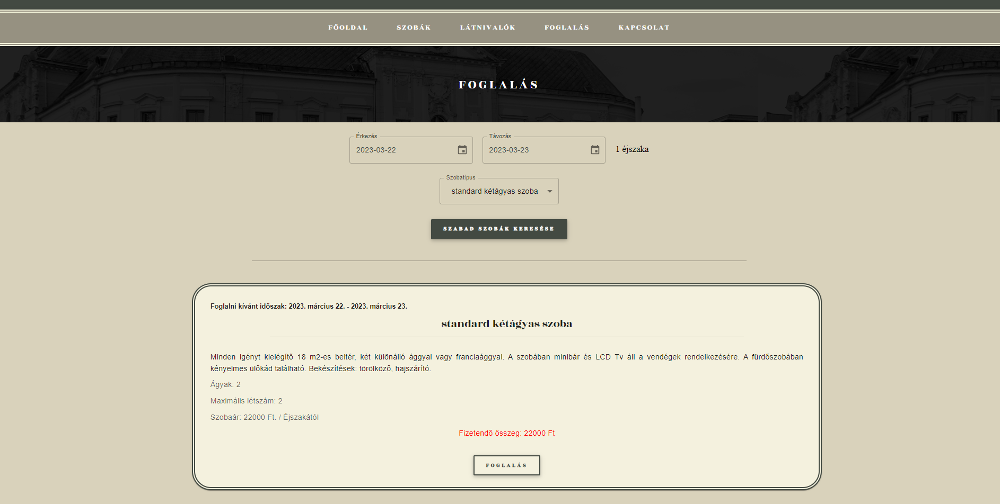 FŐOLDAL SZOBÁK LÁTNIVALÓK FOGLALÁS KAPCSOLAT
FOGLALÁS
Érkezés Távozás
2023-03-22 2023-03-23 1 éjszaka
Szobatípus
standard kétágyas szoba
SZABAD SZOBÁK KERESÉSE
Foglalni kívánt időszak: 2023. március 22. - 2023. március 23.
standard kétágyas szoba
Minden igényt kielégítő 18 m2-es beltér, két különálló ággyal vagy franciaággyal. A szobában minibár és LCD Tv áll a vendégek rendelkezésére. A fürdőszobában
kényelmes ülőkád található. Bekészítések: törölköző, hajszárító.
Ágyak: 2
Maximális létszám: 2
Szobaár: 22000 Ft. / Éjszakától
Fizetendő összeg: 22000 Ft
FOGLALÁS